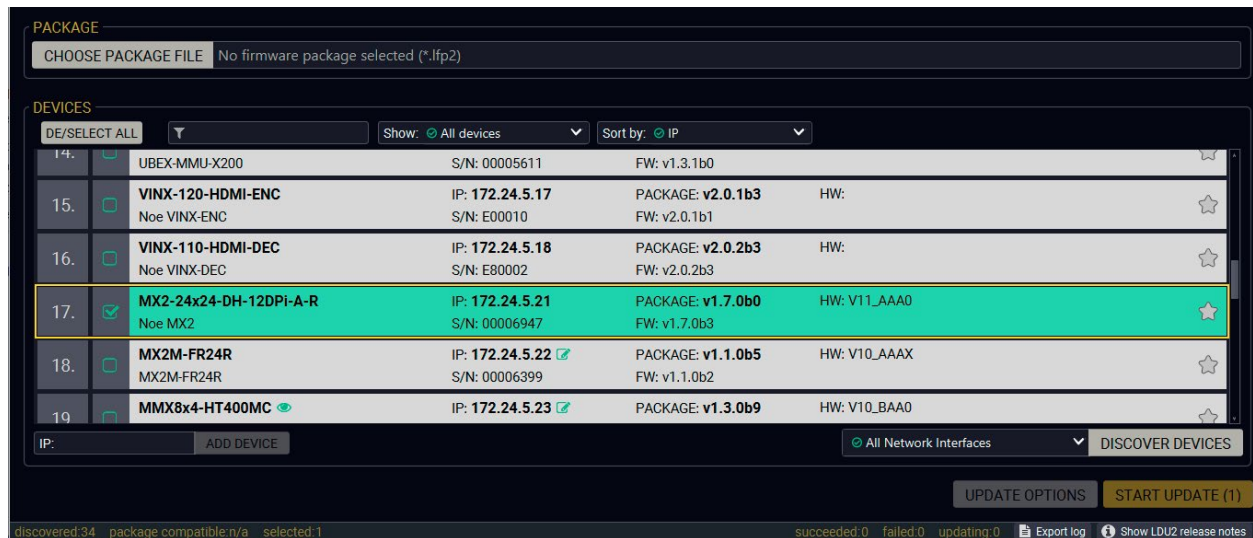 PACKAGE
CHOOSE PACKAGE FILE No firmware package selected (*.lfp2)
DEVICES
DE/SELECT ALL Show: All devices Sort by: IP
14. UBEX-MMU-X200 S/N: 00005611 FW: v1.3.1b0
15. VINX-120-HDMI-ENC IP: 172.24.5.17 PACKAGE: v2.0.1b3 HW:
Noe VINX-ENC S/N: E00010 FW: v2.0.1b1
16. VINX-110-HDMI-DEC IP: 172.24.5.18 PACKAGE: v2.0.2b3 HW:
Noe VINX-DEC S/N: E80002 FW: v2.0.2b3
17. MX2-24x24-DH-12DPi-A-R IP: 172.24.5.21 PACKAGE: v1.7.0b0 HW: V11_AAA0
Noe MX2 S/N: 00006947 FW: v1.7.0b3
18. MX2M-FR24R IP: 172.24.5.22 PACKAGE: v1.1.0b5 HW: V10_AAAX
MX2M-FR24R S/N: 00006399 FW: v1.1.0b2
19 MMX8x4-HT400MC IP: 172.24.5.23 PACKAGE: v1.3.0b9 HW: V10_BAA0
IP: ADD DEVICE All Network Interfaces DISCOVER DEVICES
UPDATE OPTIONS START UPDATE (1)
discovered:34 package compatible:n/a selected:1 succeeded:0 failed:0 updating:0 Export log Show LDU2 release notes